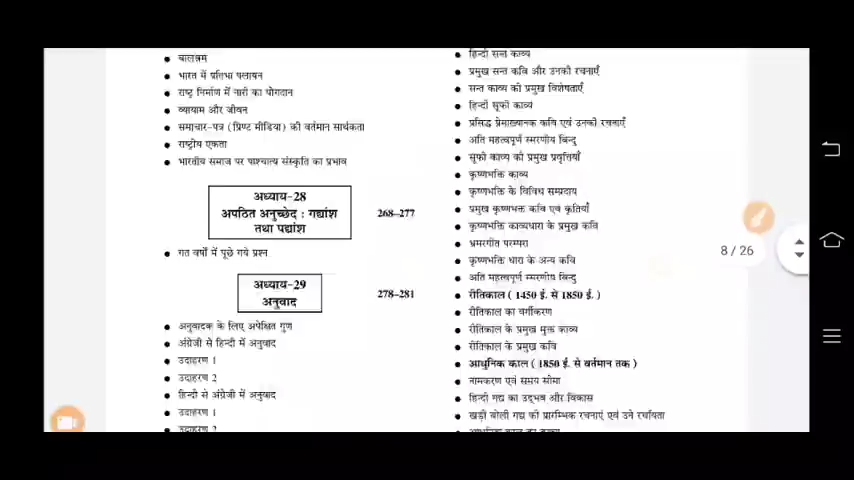 बालश्रम
भारत में प्रतिभा पलायन
राष्ट्र निर्माण में नारी का योगदान
व्यायाम और जीवन
समाचार-पत्र (प्रिण्ट मीडिया) की वर्तमान सार्थकता
राष्ट्रीय एकता
भारतीय समाज पर पाश्चात्य संस्कृति का प्रभाव
अध्याय-28
अपठित अनुच्छेद : गद्यांश
तथा पद्यांश
268–277
गत वर्षों में पूछे गये प्रश्न
अध्याय-29
अनुवाद
278–281
अनुवादक के लिए अपेक्षित गुण
अंग्रेजी से हिन्दी में अनुवाद
उदाहरण 1
उदाहरण 2
हिन्दी से अंग्रेजी में अनुवाद
उदाहरण 1
उदाहरण 2
हिन्दी सन्त काव्य
प्रमुख सन्त कवि और उनकी रचनाएँ
सन्त काव्य की प्रमुख विशेषताएँ
हिन्दी सूफी काव्य
प्रसिद्ध प्रेमाख्यानक कवि एवं उनकी रचनाएँ
अति महत्वपूर्ण स्मरणीय बिन्दु
सूफी काव्य की प्रमुख प्रवृत्तियाँ
कृष्णभक्ति काव्य
कृष्णभक्ति के विविध सम्प्रदाय
प्रमुख कृष्णभक्त कवि एवं कृतियाँ
कृष्णभक्ति काव्यधारा के प्रमुख कवि
भ्रमरगीत परम्परा
कृष्णभक्ति धारा के अन्य कवि
अति महत्वपूर्ण स्मरणीय बिन्दु
रीतिकाल ( 1450 ई. से 1850 ई. )
रीतिकाल का वर्गीकरण
रीतिकाल के प्रमुख मुक्त काव्य
रीतिकाल के प्रमुख कवि
आधुनिक काल ( 1850 ई. से वर्तमान तक )
नामकरण एवं समय सीमा
हिन्दी गद्य का उद्भव और विकास
खड़ी बोली गद्य की प्रारम्भिक रचनाएं एवं उने रचयिता
8 / 26